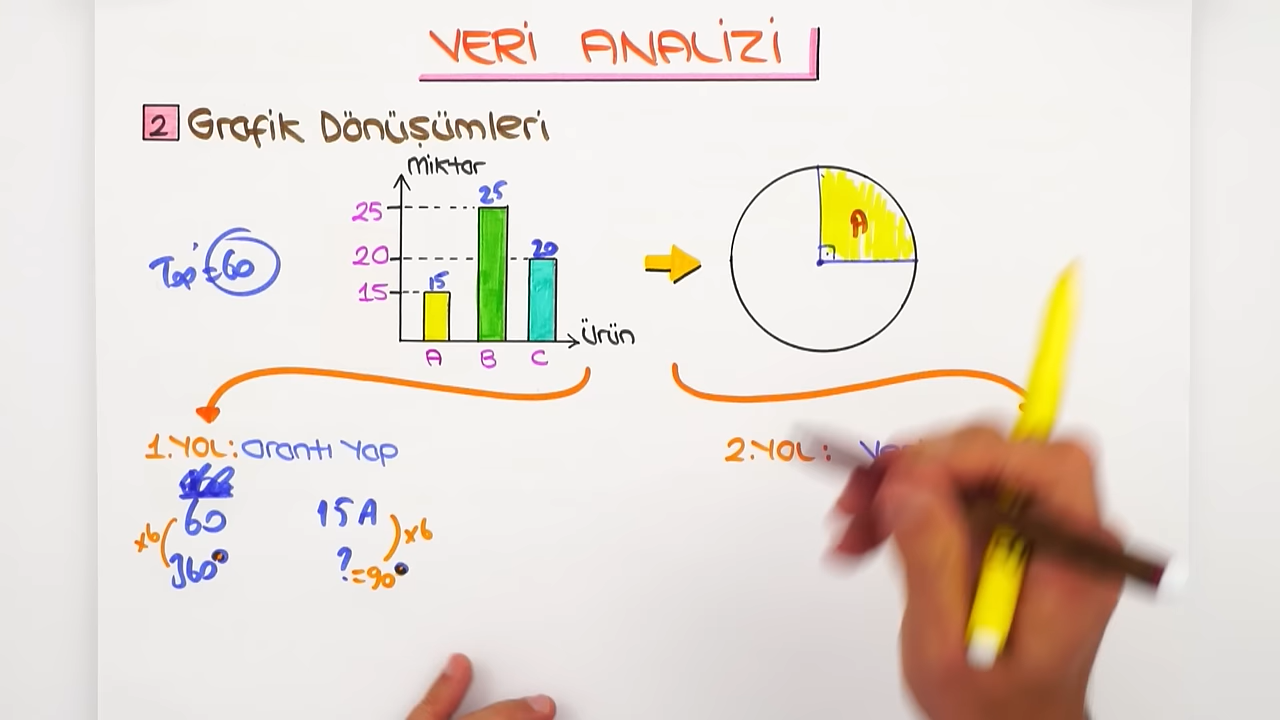 VERİ ANALİZİ
2 Grafik Dönüşümleri
Miktar
25
25
20
20
15
15
Top = 60
A B C
Ürün
A
1.YOL: Orantı Yap
2.YOL:
60 15A
x6 x6
360° ? = 90°